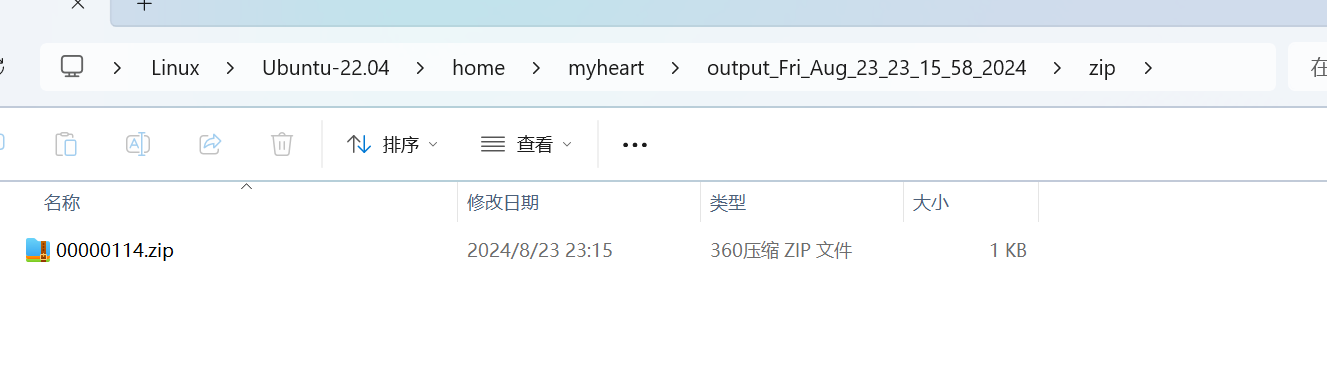 Linux > Ubuntu-22.04 > home > myheart > output_Fri_Aug_23_23_15_58_2024 > zip > 在
排序 查看 ...
名称 修改日期 类型 大小
00000114.zip 2024/8/23 23:15 360压缩 ZIP 文件 1 KB